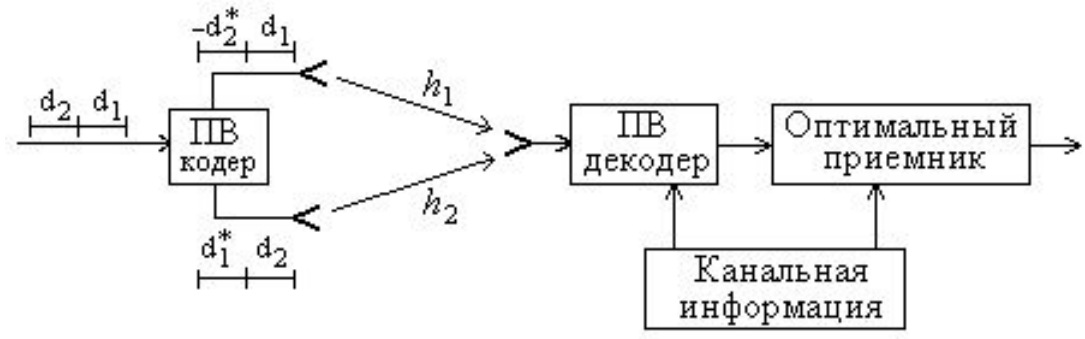 -d₂* d₁
d₂ d₁
ПВ
кодер
h₁
h₂
d₁* d₂
ПВ
декодер
Оптимальный
приемник
Канальная
информация